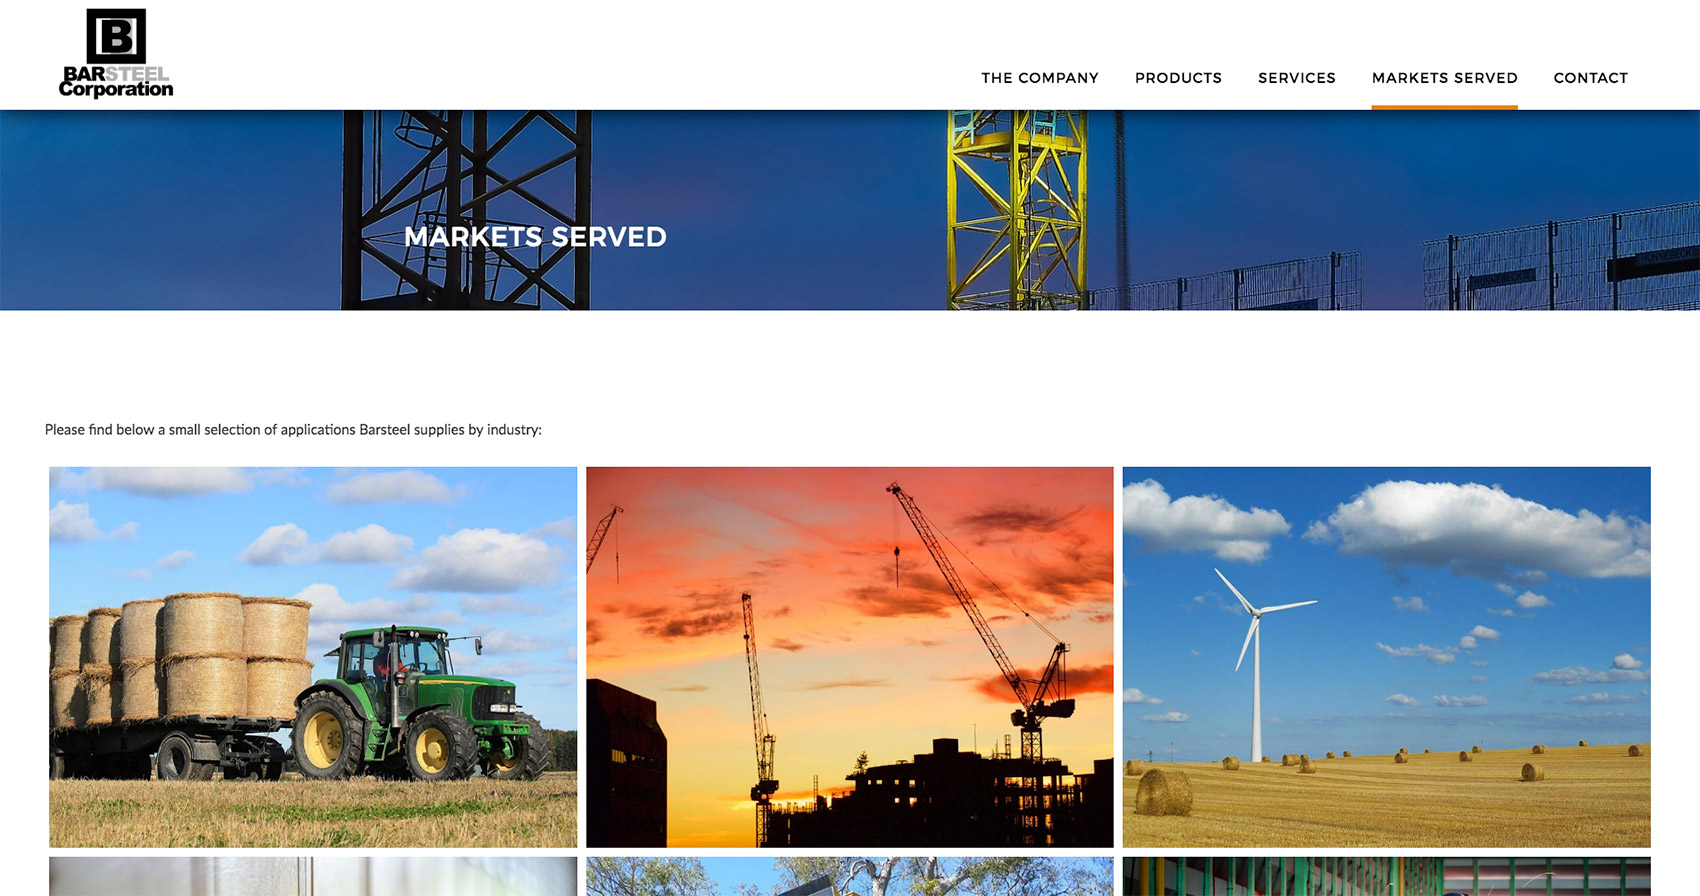 B
BARSTEEL
Corporation
THE COMPANY
PRODUCTS
SERVICES
MARKETS SERVED
CONTACT
MARKETS SERVED
Please find below a small selection of applications Barsteel supplies by industry: